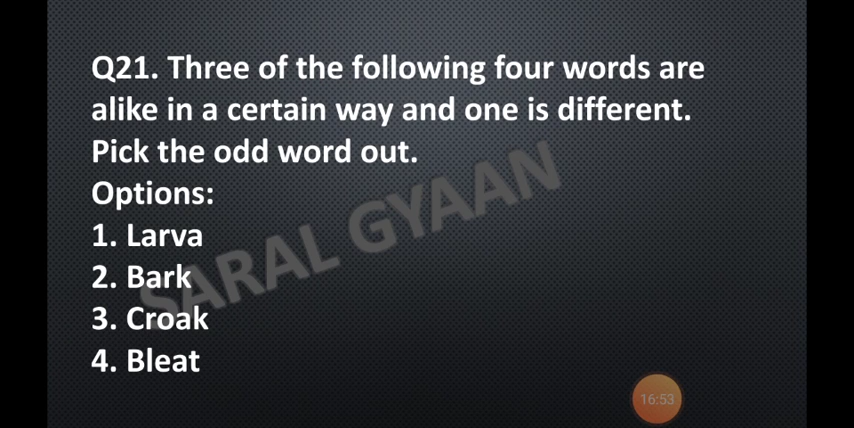 Q21. Three of the following four words are
alike in a certain way and one is different.
Pick the odd word out.
Options:
1. Larva
2. Bark
3. Croak
4. Bleat
SARAL GYAAN
16:53